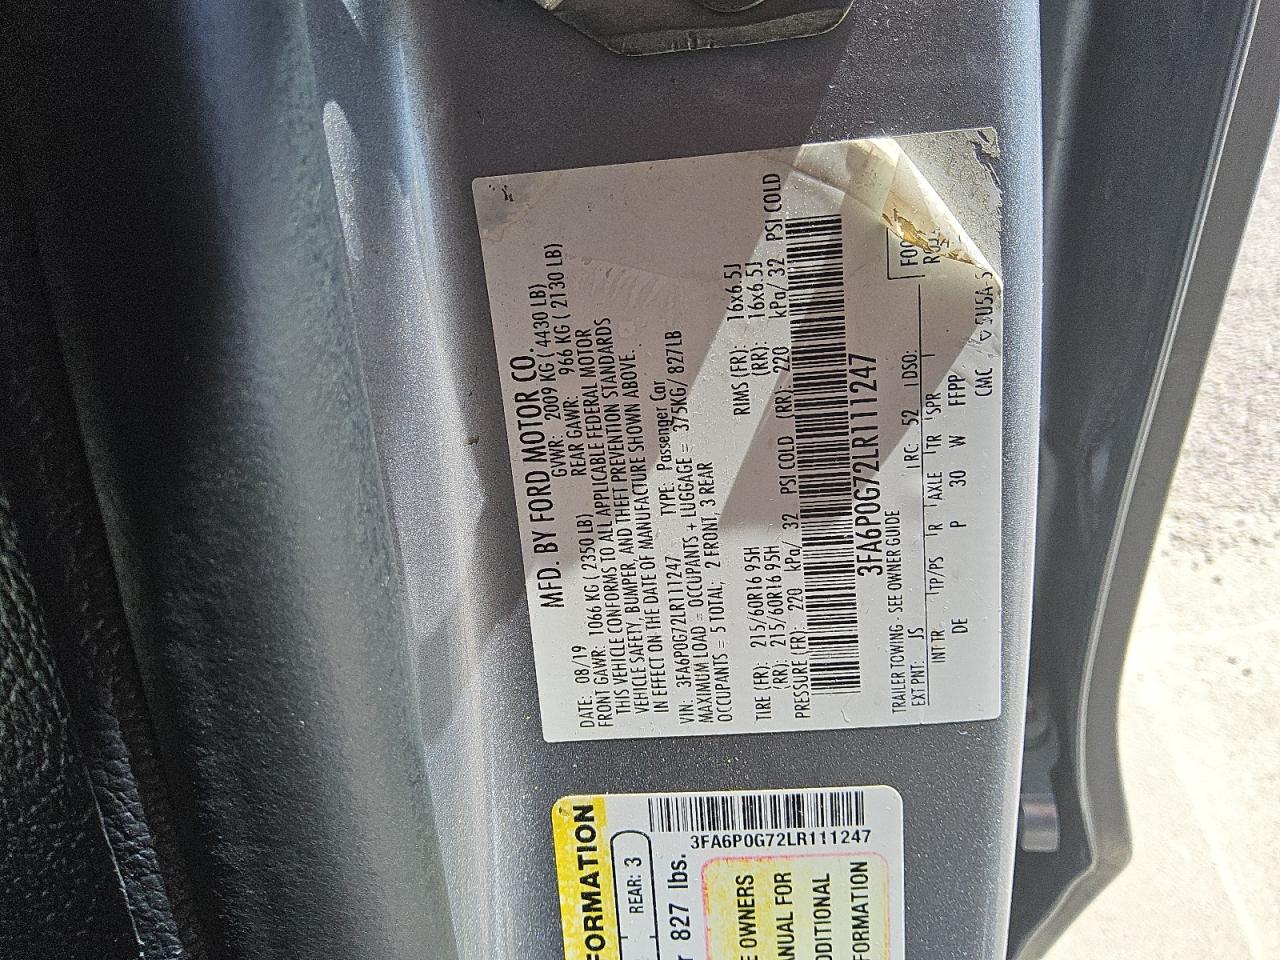 MFD. BY FORD MOTOR CO.
DATE: 08/19 GVWR: 2009 KG ( 4430 LB)
FRONT GAWR: 1066 KG ( 2350 LB) REAR GAWR: 966 KG ( 2130 LB)
THIS VEHICLE CONFORMS TO ALL APPLICABLE FEDERAL MOTOR
VEHICLE SAFETY, BUMPER, AND THEFT PREVENTION STANDARDS
IN EFFECT ON THE DATE OF MANUFACTURE SHOWN ABOVE.
VIN: 3FA6P0G72LR111247 TYPE: Passenger Car
MAXIMUM LOAD = OCCUPANTS + LUGGAGE = 375KG/ 827LB
OCCUPANTS = 5 TOTAL; 2 FRONT, 3 REAR
TIRE (FR): 215/60R16 95H RIMS (FR): 16x6.5J
(RR): 215/60R16 95H (RR): 16x6.5J
PRESSURE (FR): 220 kPa/ 32 PSI COLD (RR): 220 kPa/ 32 PSI COLD
3FA6P0G72LR111247
TRAILER TOWING - SEE OWNER GUIDE
EXT PNT: JS RC: 52 DSO:
INT TR TP/PS R AXLE TR SPR
DE P 30 W FFPP
CMC
FORMATION
REAR: 3
827 lbs.
3FA6P0G72LR111247
OWNERS
FORMATION